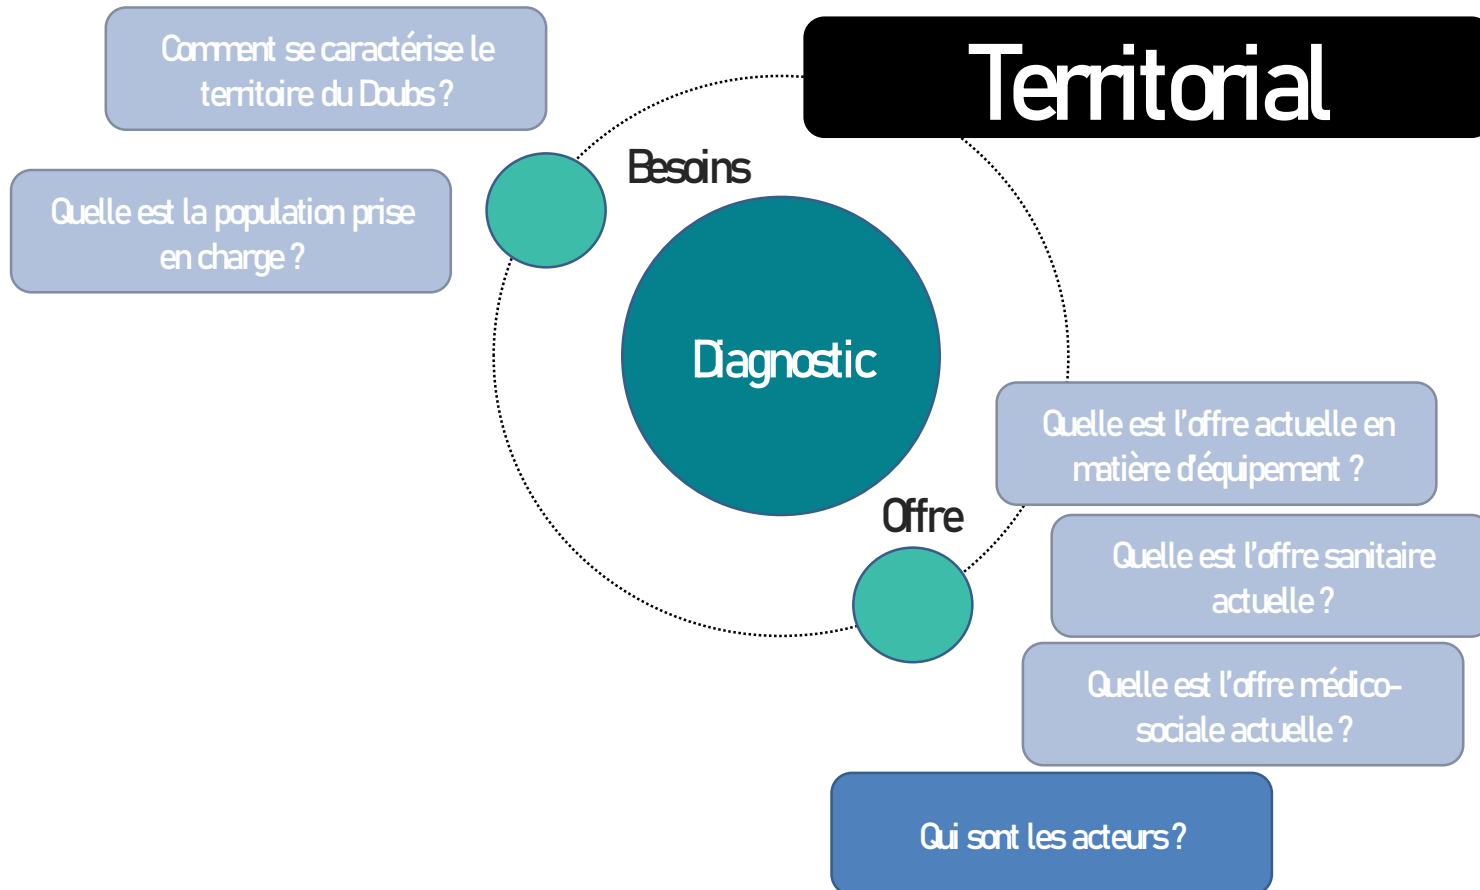 Territorial
Comment se caractérise le
territoire du Doubs ?
Besoins
Quelle est la population prise
en charge ?
Diagnostic
Quelle est l’offre actuelle en
matière d’équipement ?
Offre
Quelle est l’offre sanitaire
actuelle ?
Quelle est l’offre médico-
sociale actuelle ?
Qui sont les acteurs ?